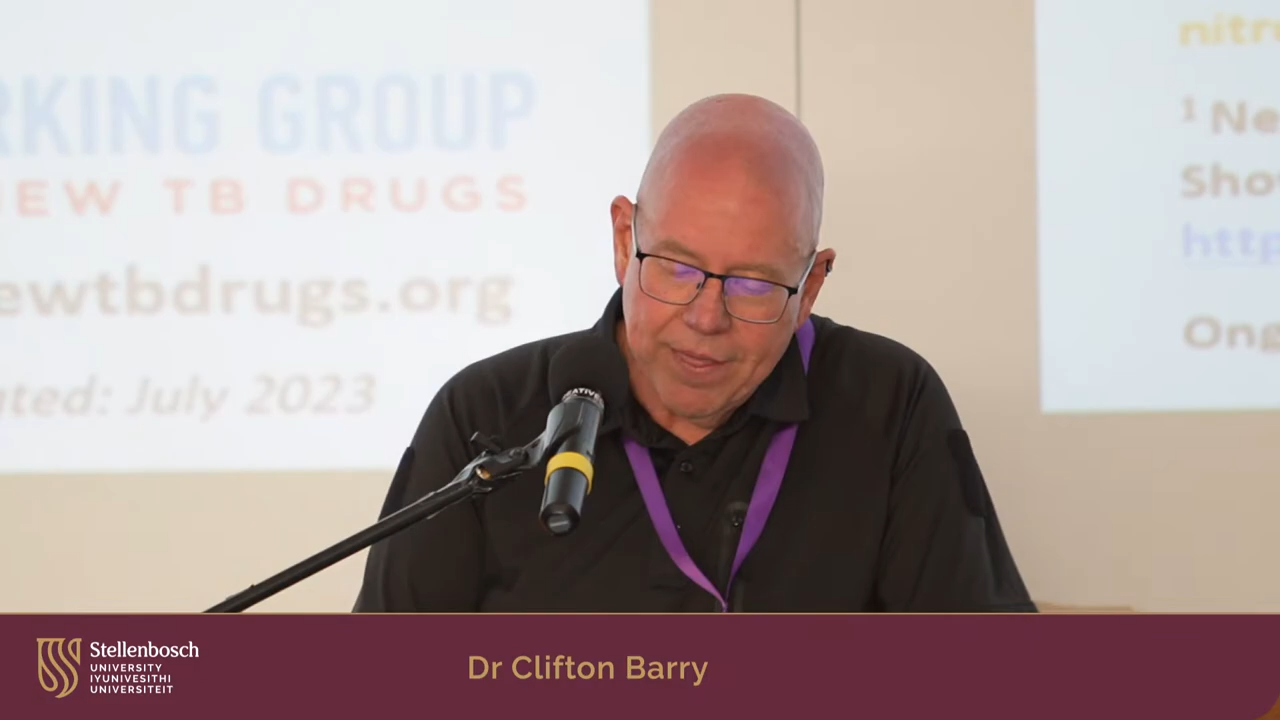 RKING GROUP
EW TB DRUGS
ewtbdrugs.org
ated: July 2023
nitro
¹ Ne
Sho
http
Ong
Stellenbosch
UNIVERSITY
IYUNIVESITHI
UNIVERSITEIT
Dr Clifton Barry